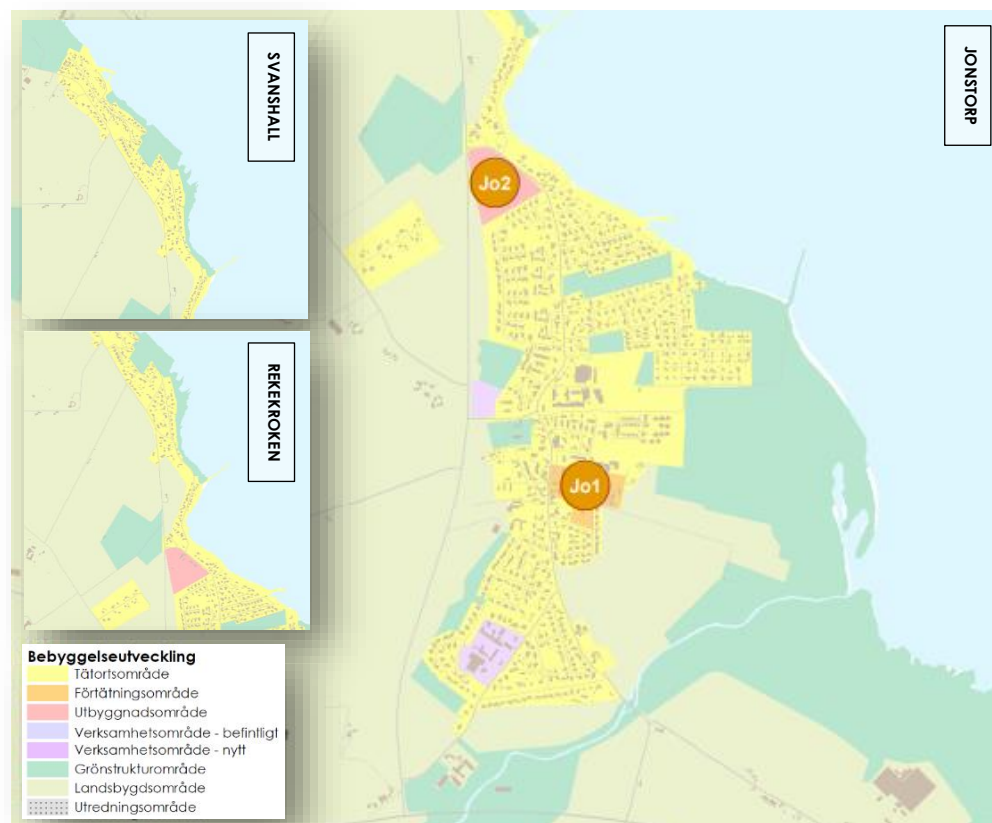 SVANSHALL
JONSTORP
Jo2
REKEKROKEN
Jo1
Bebyggelseutveckling
Tätortsområde
Förtätningsområde
Utbyggnadsområde
Verksamhetsområde - befintligt
Verksamhetsområde - nytt
Grönstrukturområde
Landsbygdsområde
Utredningsområde